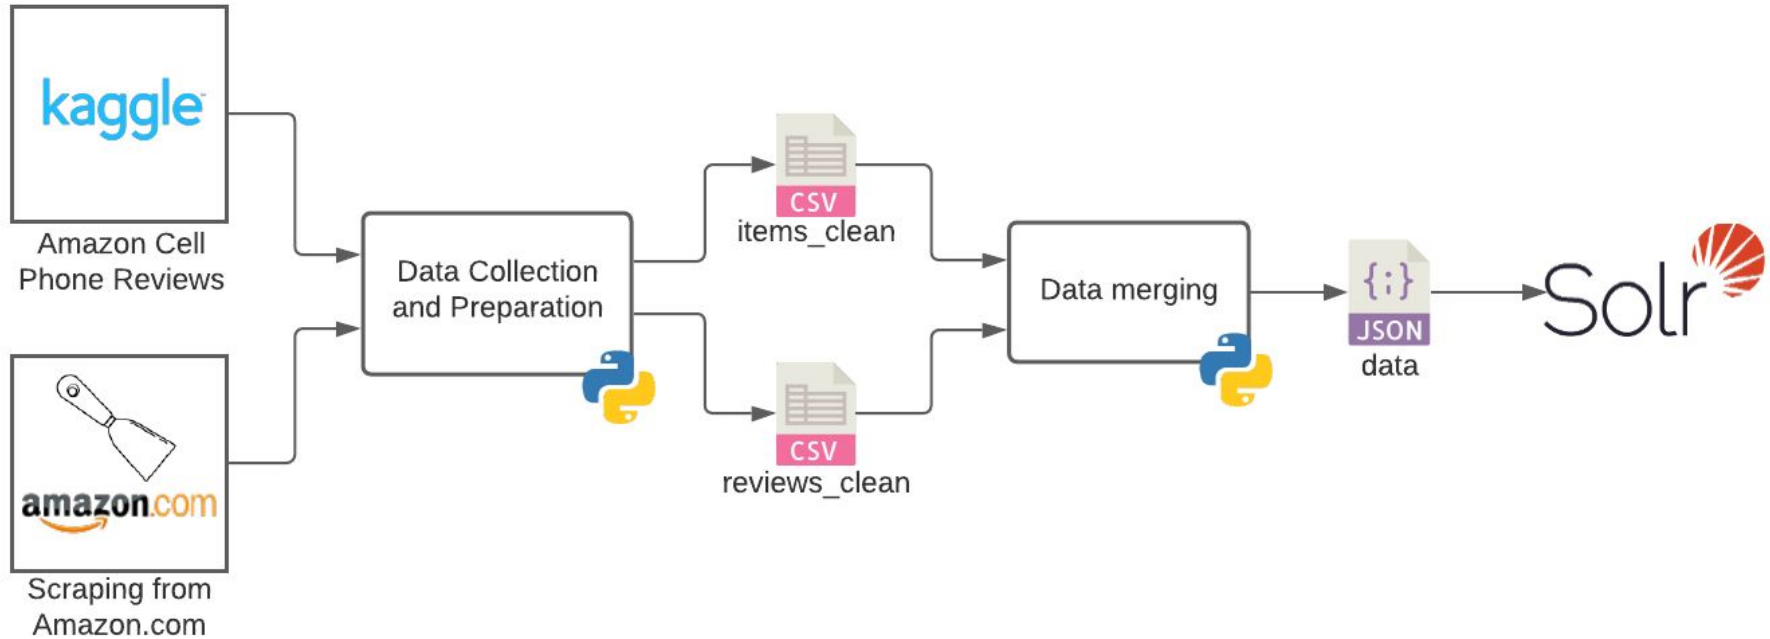 kaggle
Amazon Cell
Phone Reviews
amazon.com
Scraping from
Amazon.com
Data Collection
and Preparation
CSV
items_clean
CSV
reviews_clean
Data merging
{;}
JSON
data
Solr